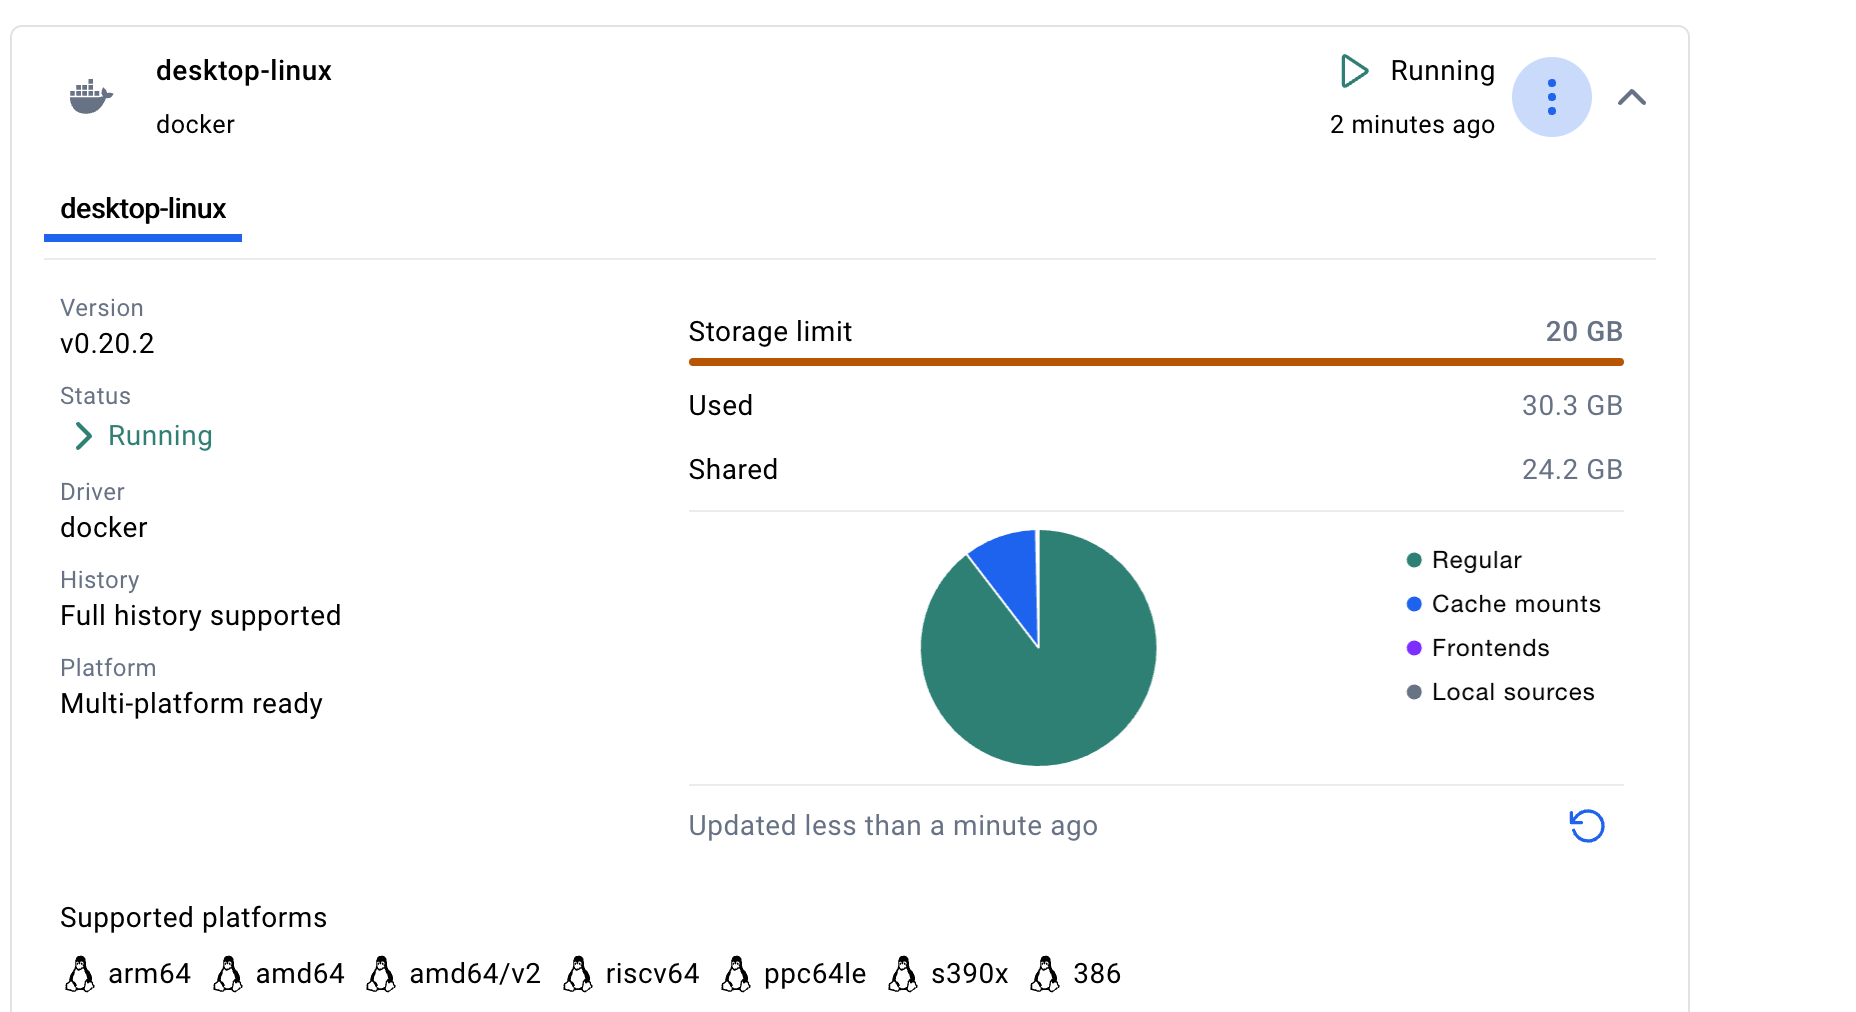 desktop-linux
docker
Running
2 minutes ago
desktop-linux
Version
v0.20.2
Status
Running
Driver
docker
History
Full history supported
Platform
Multi-platform ready
Storage limit 20 GB
Used 30.3 GB
Shared 24.2 GB
Regular
Cache mounts
Frontends
Local sources
Updated less than a minute ago
Supported platforms
arm64 amd64 amd64/v2 riscv64 ppc64le s390x 386